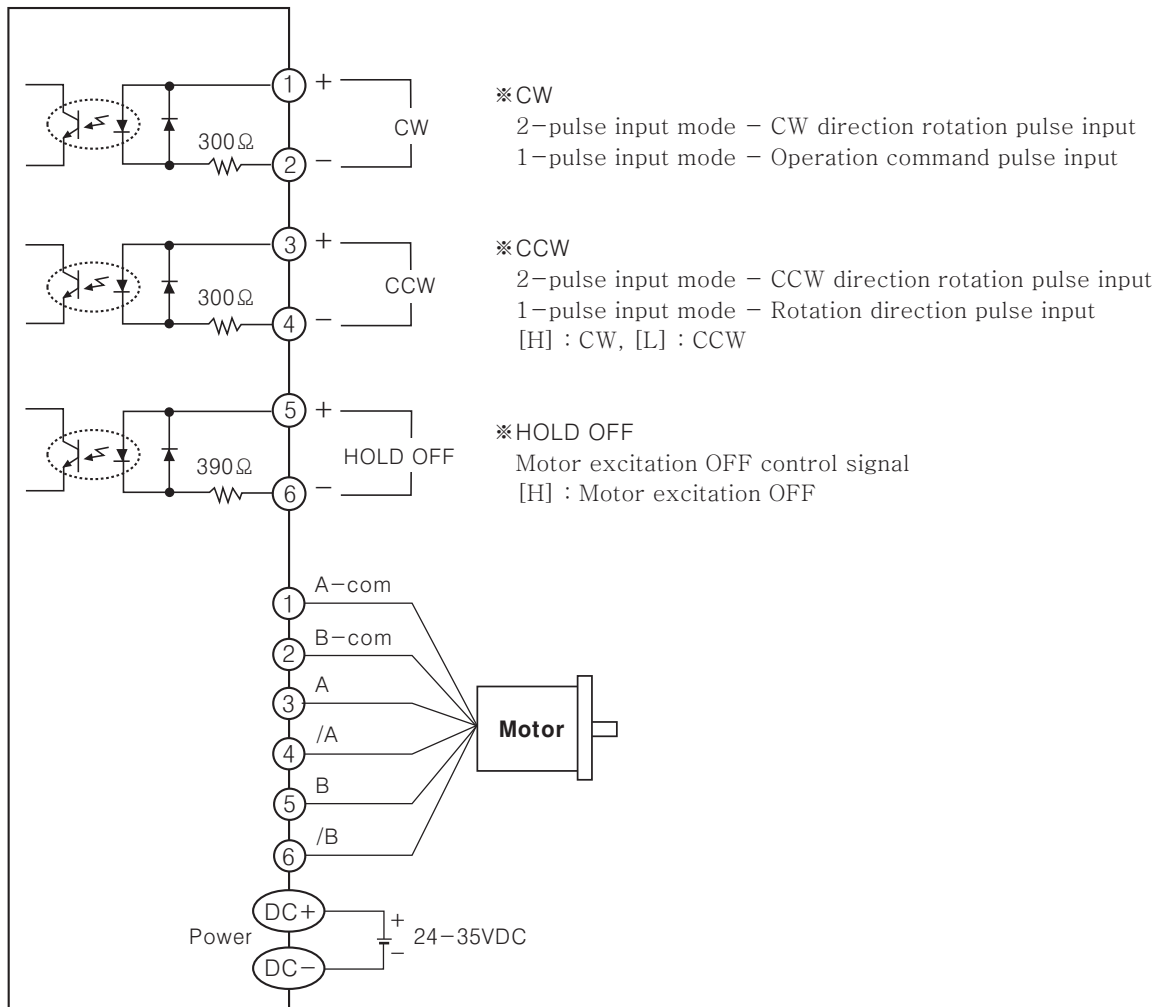 ① +
CW
300Ω
② −
※CW
2-pulse input mode - CW direction rotation pulse input
1-pulse input mode - Operation command pulse input
③ +
CCW
300Ω
④ −
※CCW
2-pulse input mode - CCW direction rotation pulse input
1-pulse input mode - Rotation direction pulse input
[H] : CW, [L] : CCW
⑤ +
HOLD OFF
390Ω
⑥ −
※HOLD OFF
Motor excitation OFF control signal
[H] : Motor excitation OFF
① A-com
② B-com
③ A
④ /A
⑤ B
⑥ /B
Motor
DC+
Power
+
−
24-35VDC
DC−